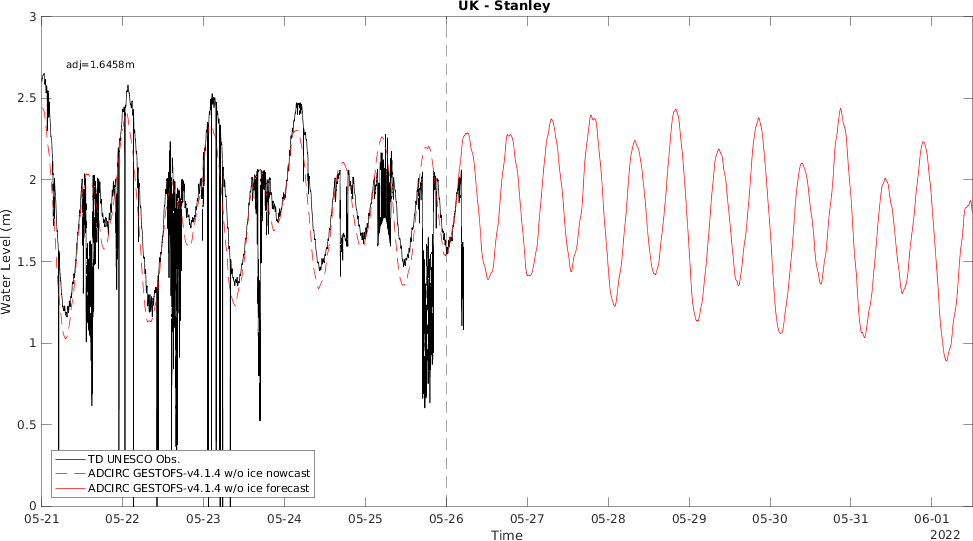 UK - Stanley
adj=1.6458m
3
2.5
2
1.5
1
0.5
0
Water Level (m)
TD UNESCO Obs.
ADCIRC GESTOFS-v4.1.4 w/o ice nowcast
ADCIRC GESTOFS-v4.1.4 w/o ice forecast
05-21 05-22 05-23 05-24 05-25 05-26 05-27 05-28 05-29 05-30 05-31 06-01
Time
2022